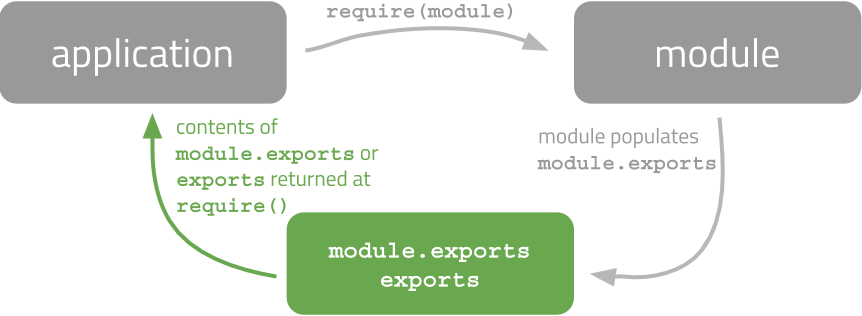 require(module)
application
module
contents of
module.exports or
exports returned at
require()
module populates
module.exports
module.exports
exports